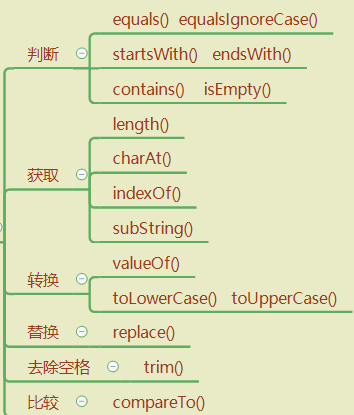 equals() equalsIgnoreCase()
判断 startsWith() endsWith()
contains() isEmpty()
length()
charAt()
获取
indexOf()
subString()
valueOf()
转换
toLowerCase() toUpperCase()
替换 replace()
去除空格 trim()
比较 compareTo()